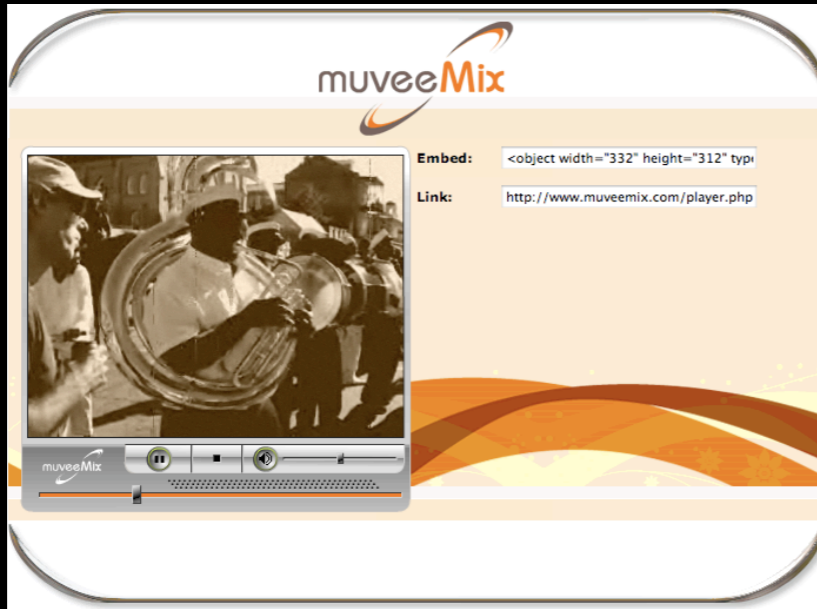 muveeMix
Embed: <object width="332" height="312" typ
Link: http://www.muveemix.com/player.php
muveeMix